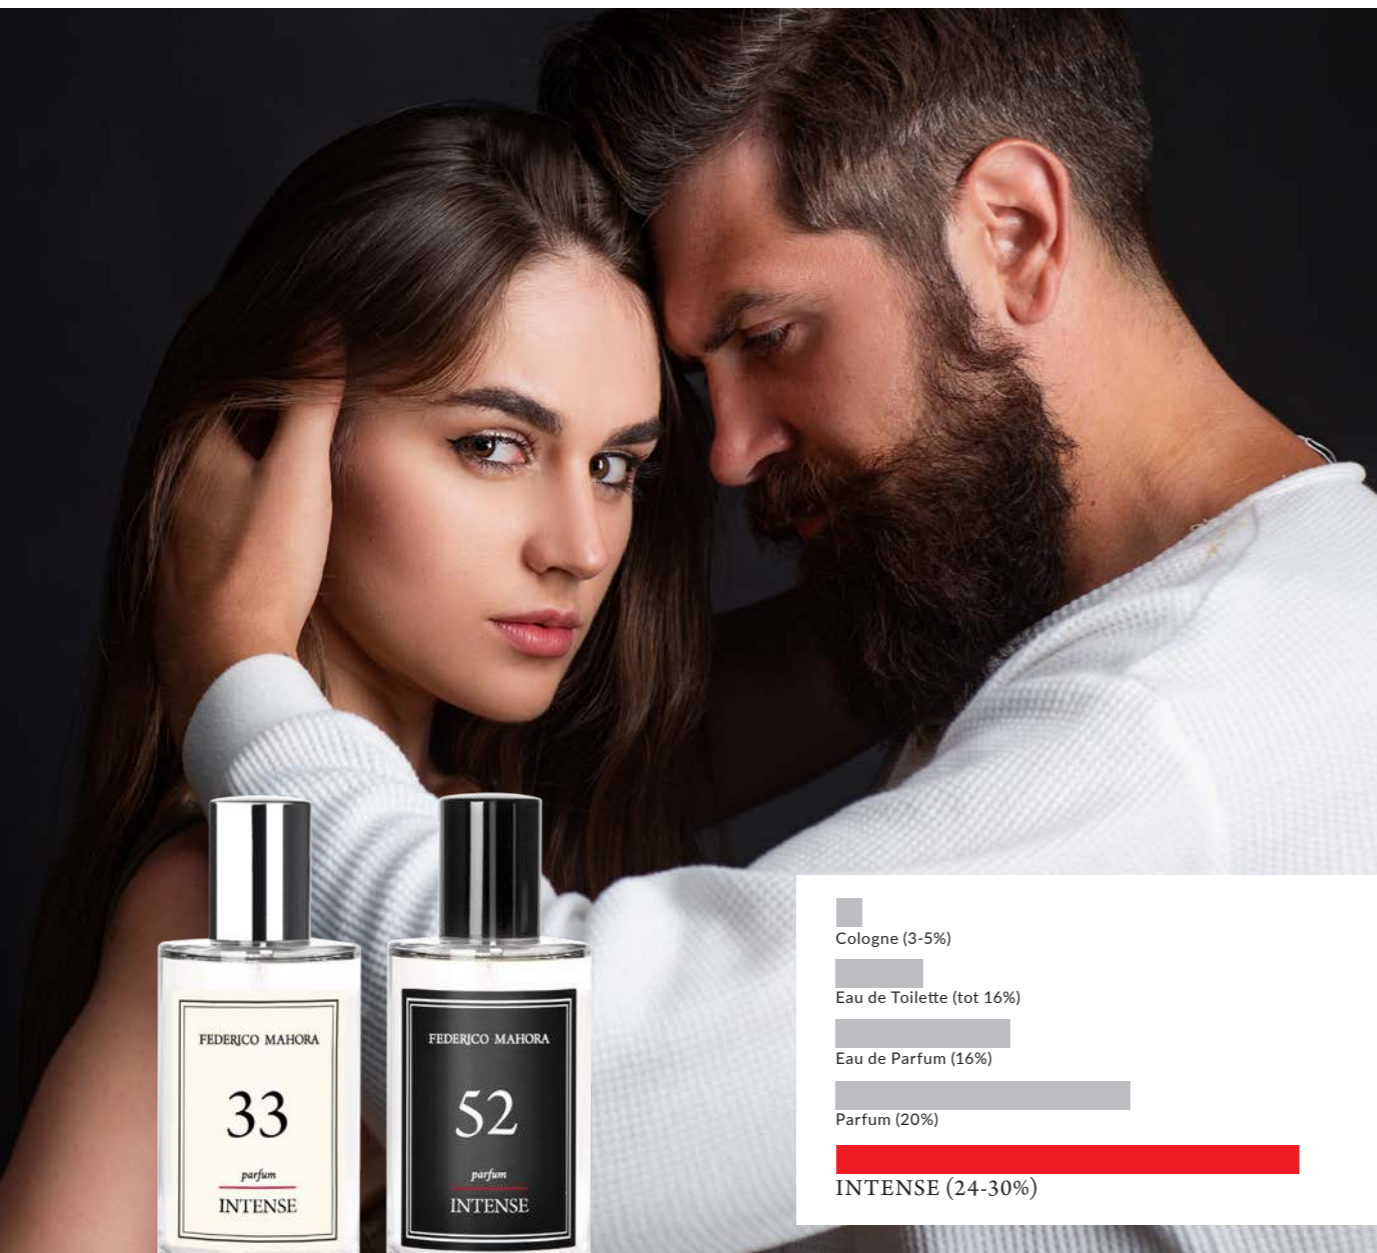 FEDERICO MAHORA
33
parfum
INTENSE
FEDERICO MAHORA
52
parfum
INTENSE
Cologne (3-5%)
Eau de Toilette (tot 16%)
Eau de Parfum (16%)
Parfum (20%)
INTENSE (24-30%)